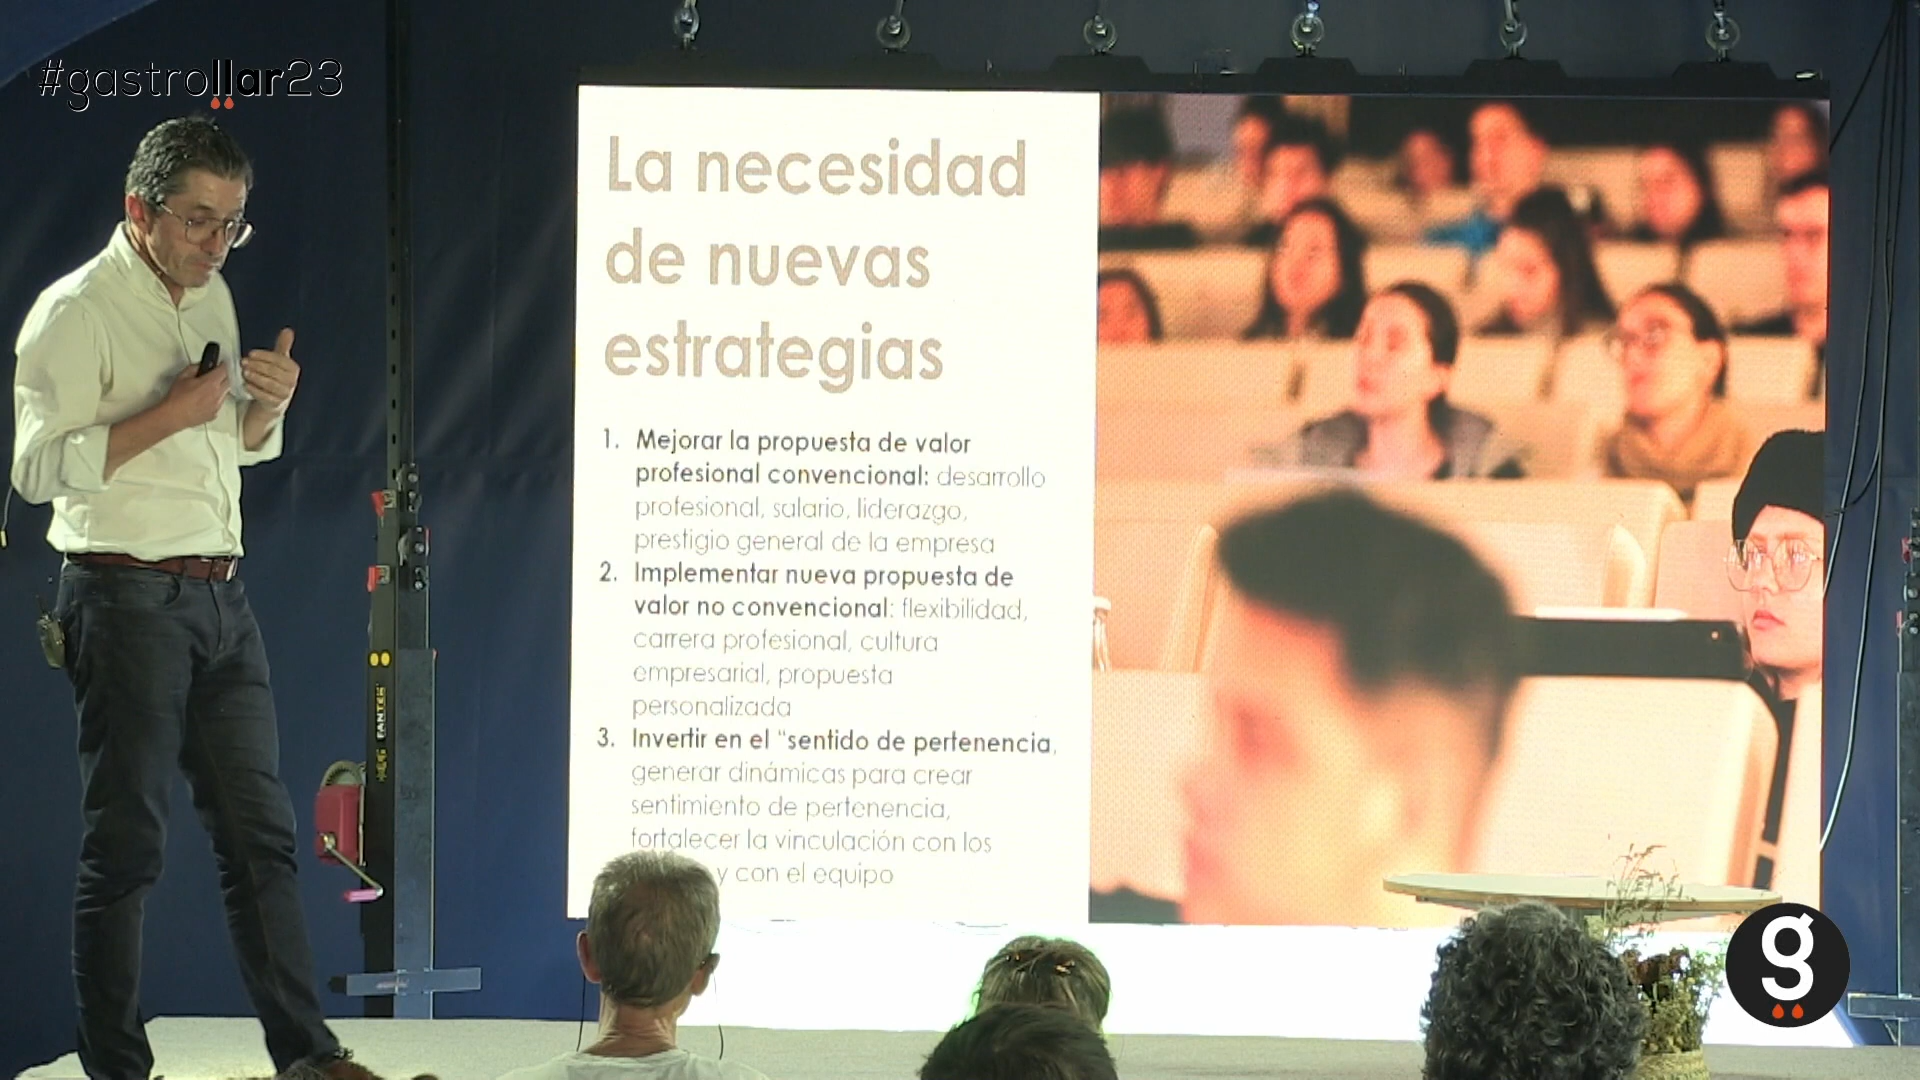 #gastrollar23
La necesidad
de nuevas
estrategias
1. Mejorar la propuesta de valor
profesional convencional: desarrollo
profesional, salario, liderazgo,
prestigio general de la empresa
2. Implementar nueva propuesta de
valor no convencional: flexibilidad,
carrera profesional, cultura
empresarial, propuesta
personalizada
3. Invertir en el "sentido de pertenencia,
generar dinámicas para crear
sentimiento de pertenencia,
fortalecer la vinculación con los
y con el equipo
FANTEK
g